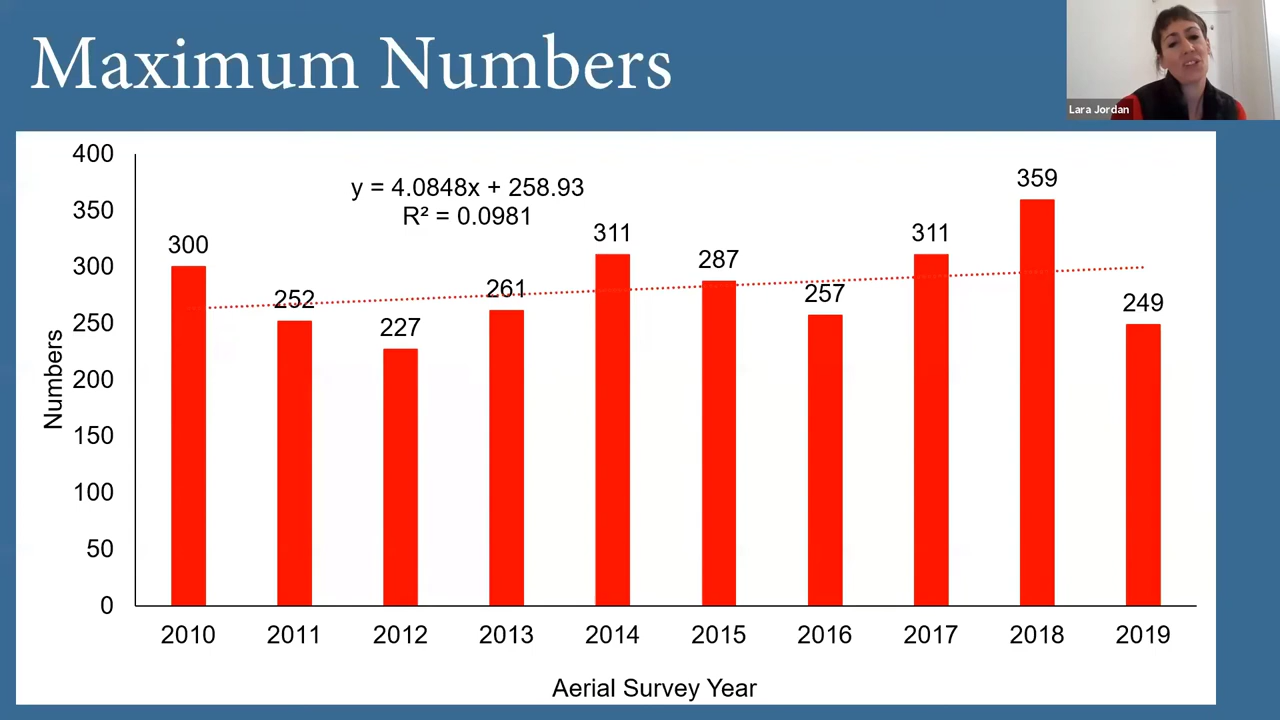 Maximum Numbers
Lara Jordan
400
350
300
250
200
150
100
50
0
Numbers
y = 4.0848x + 258.93
R² = 0.0981
300
252
227
261
311
287
257
311
359
249
2010 2011 2012 2013 2014 2015 2016 2017 2018 2019
Aerial Survey Year